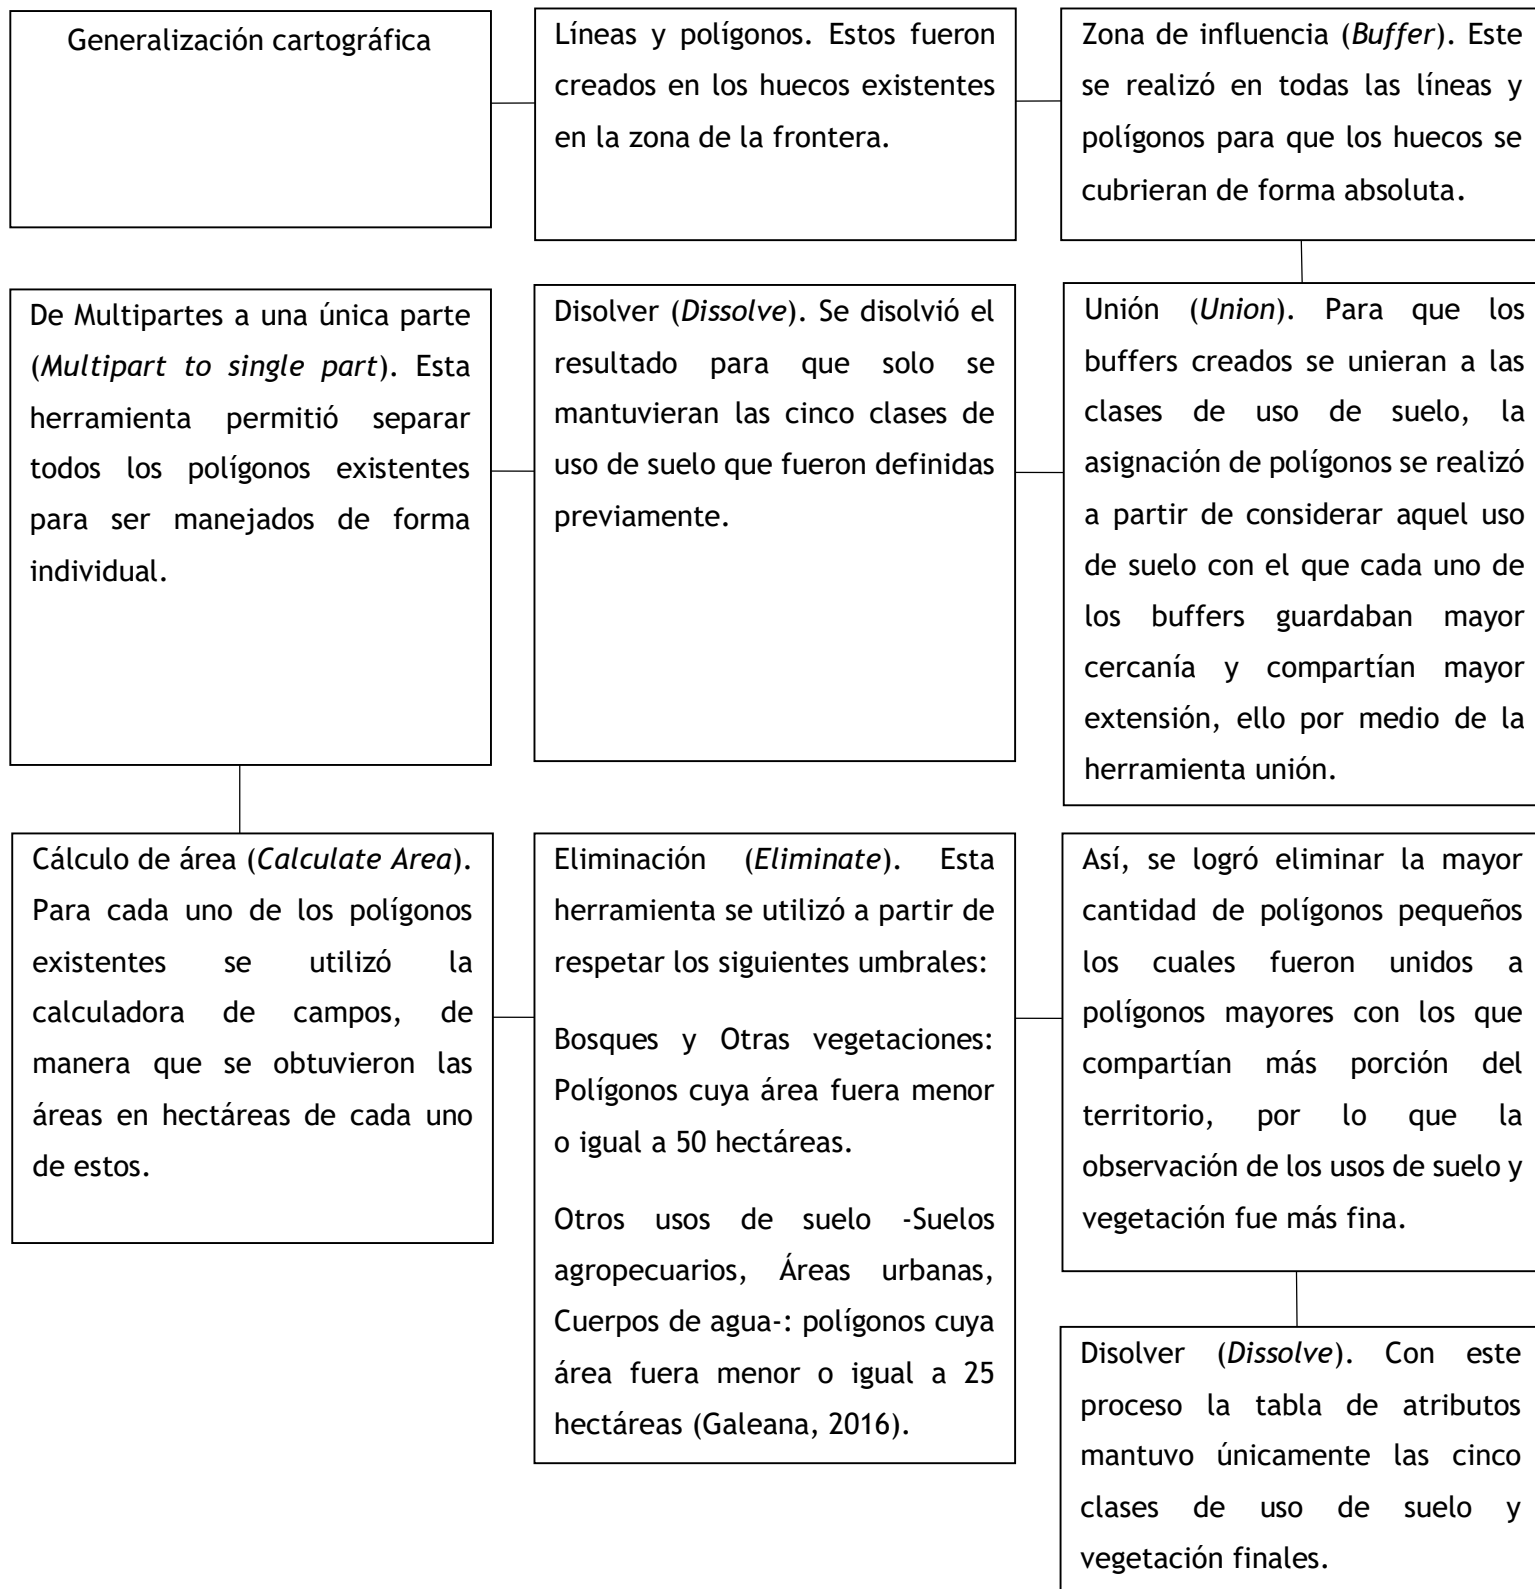 Generalización cartográfica
Líneas y polígonos. Estos fueron
creados en los huecos existentes
en la zona de la frontera.
Zona de influencia (Buffer). Este
se realizó en todas las líneas y
polígonos para que los huecos se
cubrieran de forma absoluta.
Unión (Union). Para que los
buffers creados se unieran a las
clases de uso de suelo, la
asignación de polígonos se realizó
a partir de considerar aquel uso
de suelo con el que cada uno de
los buffers guardaban mayor
cercanía y compartían mayor
extensión, ello por medio de la
herramienta unión.
Disolver (Dissolve). Se disolvió el
resultado para que solo se
mantuvieran las cinco clases de
uso de suelo que fueron definidas
previamente.
De Multipartes a una única parte
(Multipart to single part). Esta
herramienta permitió separar
todos los polígonos existentes
para ser manejados de forma
individual.
Cálculo de área (Calculate Area).
Para cada uno de los polígonos
existentes se utilizó la
calculadora de campos, de
manera que se obtuvieron las
áreas en hectáreas de cada uno
de estos.
Eliminación (Eliminate). Esta
herramienta se utilizó a partir de
respetar los siguientes umbrales:
Bosques y Otras vegetaciones:
Polígonos cuya área fuera menor
o igual a 50 hectáreas.
Otros usos de suelo -Suelos
agropecuarios, Áreas urbanas,
Cuerpos de agua-: polígonos cuya
área fuera menor o igual a 25
hectáreas (Galeana, 2016).
Así, se logró eliminar la mayor
cantidad de polígonos pequeños
los cuales fueron unidos a
polígonos mayores con los que
compartían más porción del
territorio, por lo que la
observación de los usos de suelo y
vegetación fue más fina.
Disolver (Dissolve). Con este
proceso la tabla de atributos
mantuvo únicamente las cinco
clases de uso de suelo y
vegetación finales.